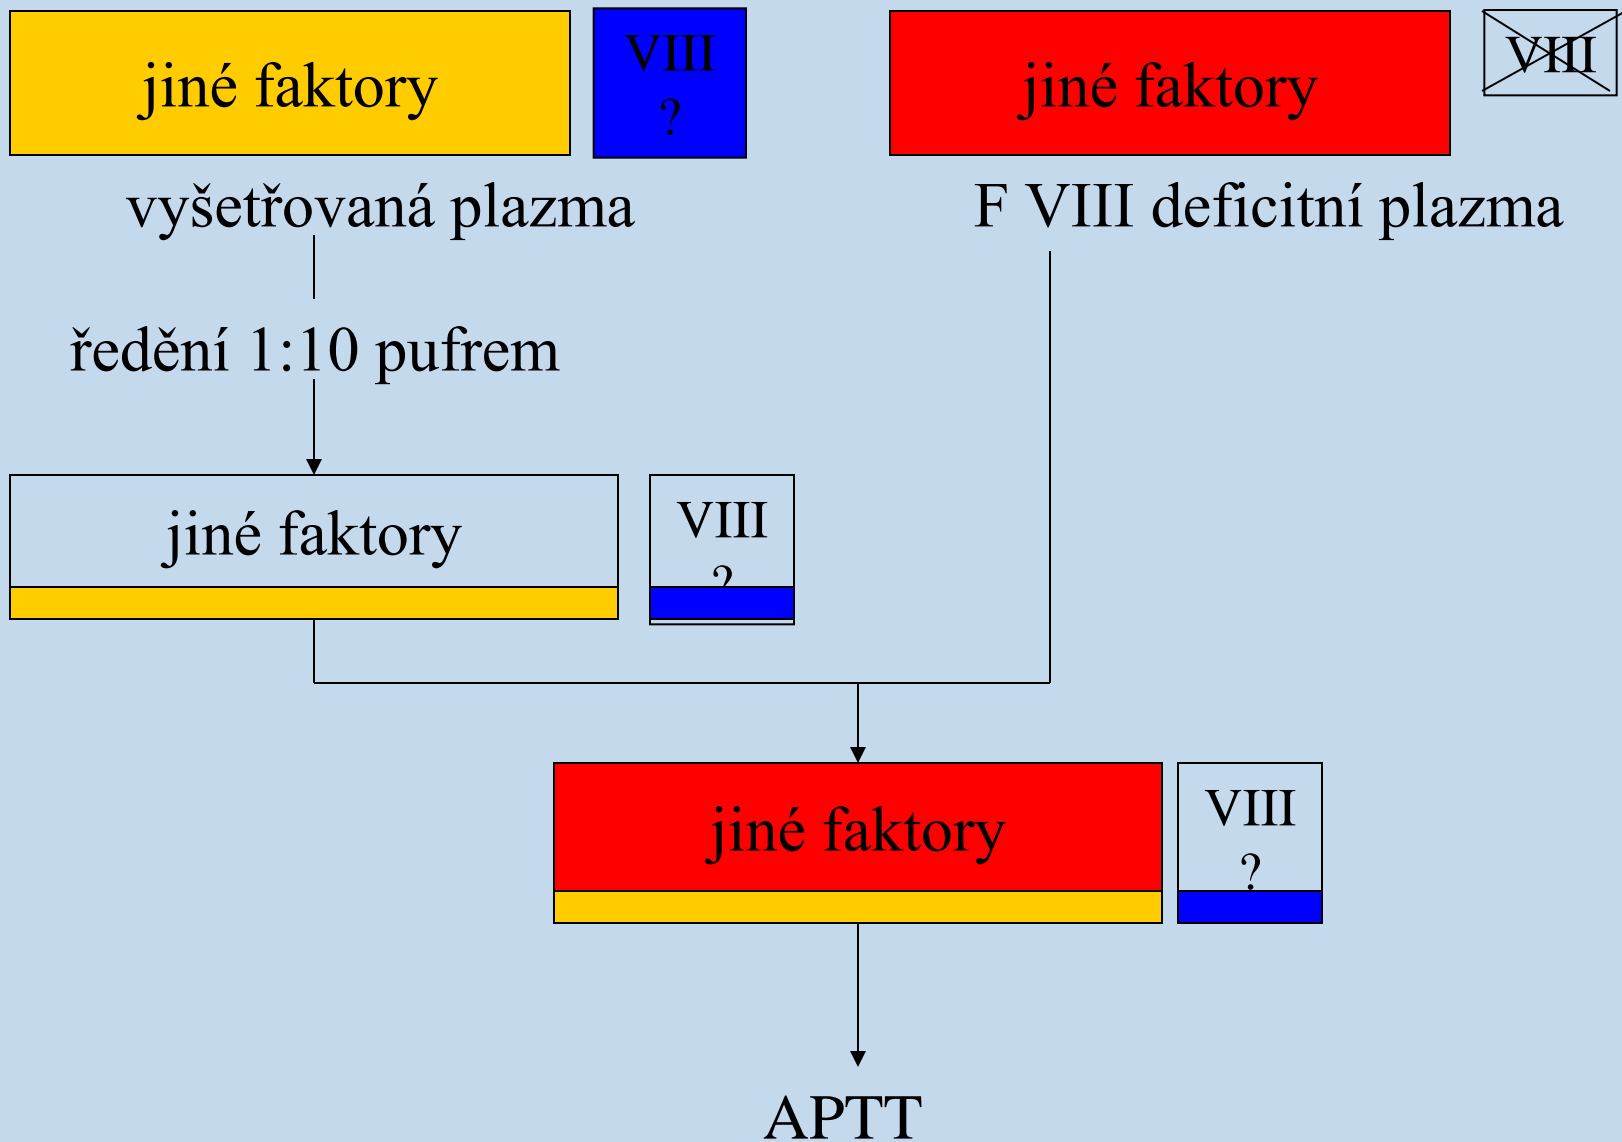 jiné faktory
VIII
?
jiné faktory
VIII
vyšetřovaná plazma
F VIII deficitní plazma
ředění 1:10 pufrem
jiné faktory
VIII
?
jiné faktory
VIII
?
APTT